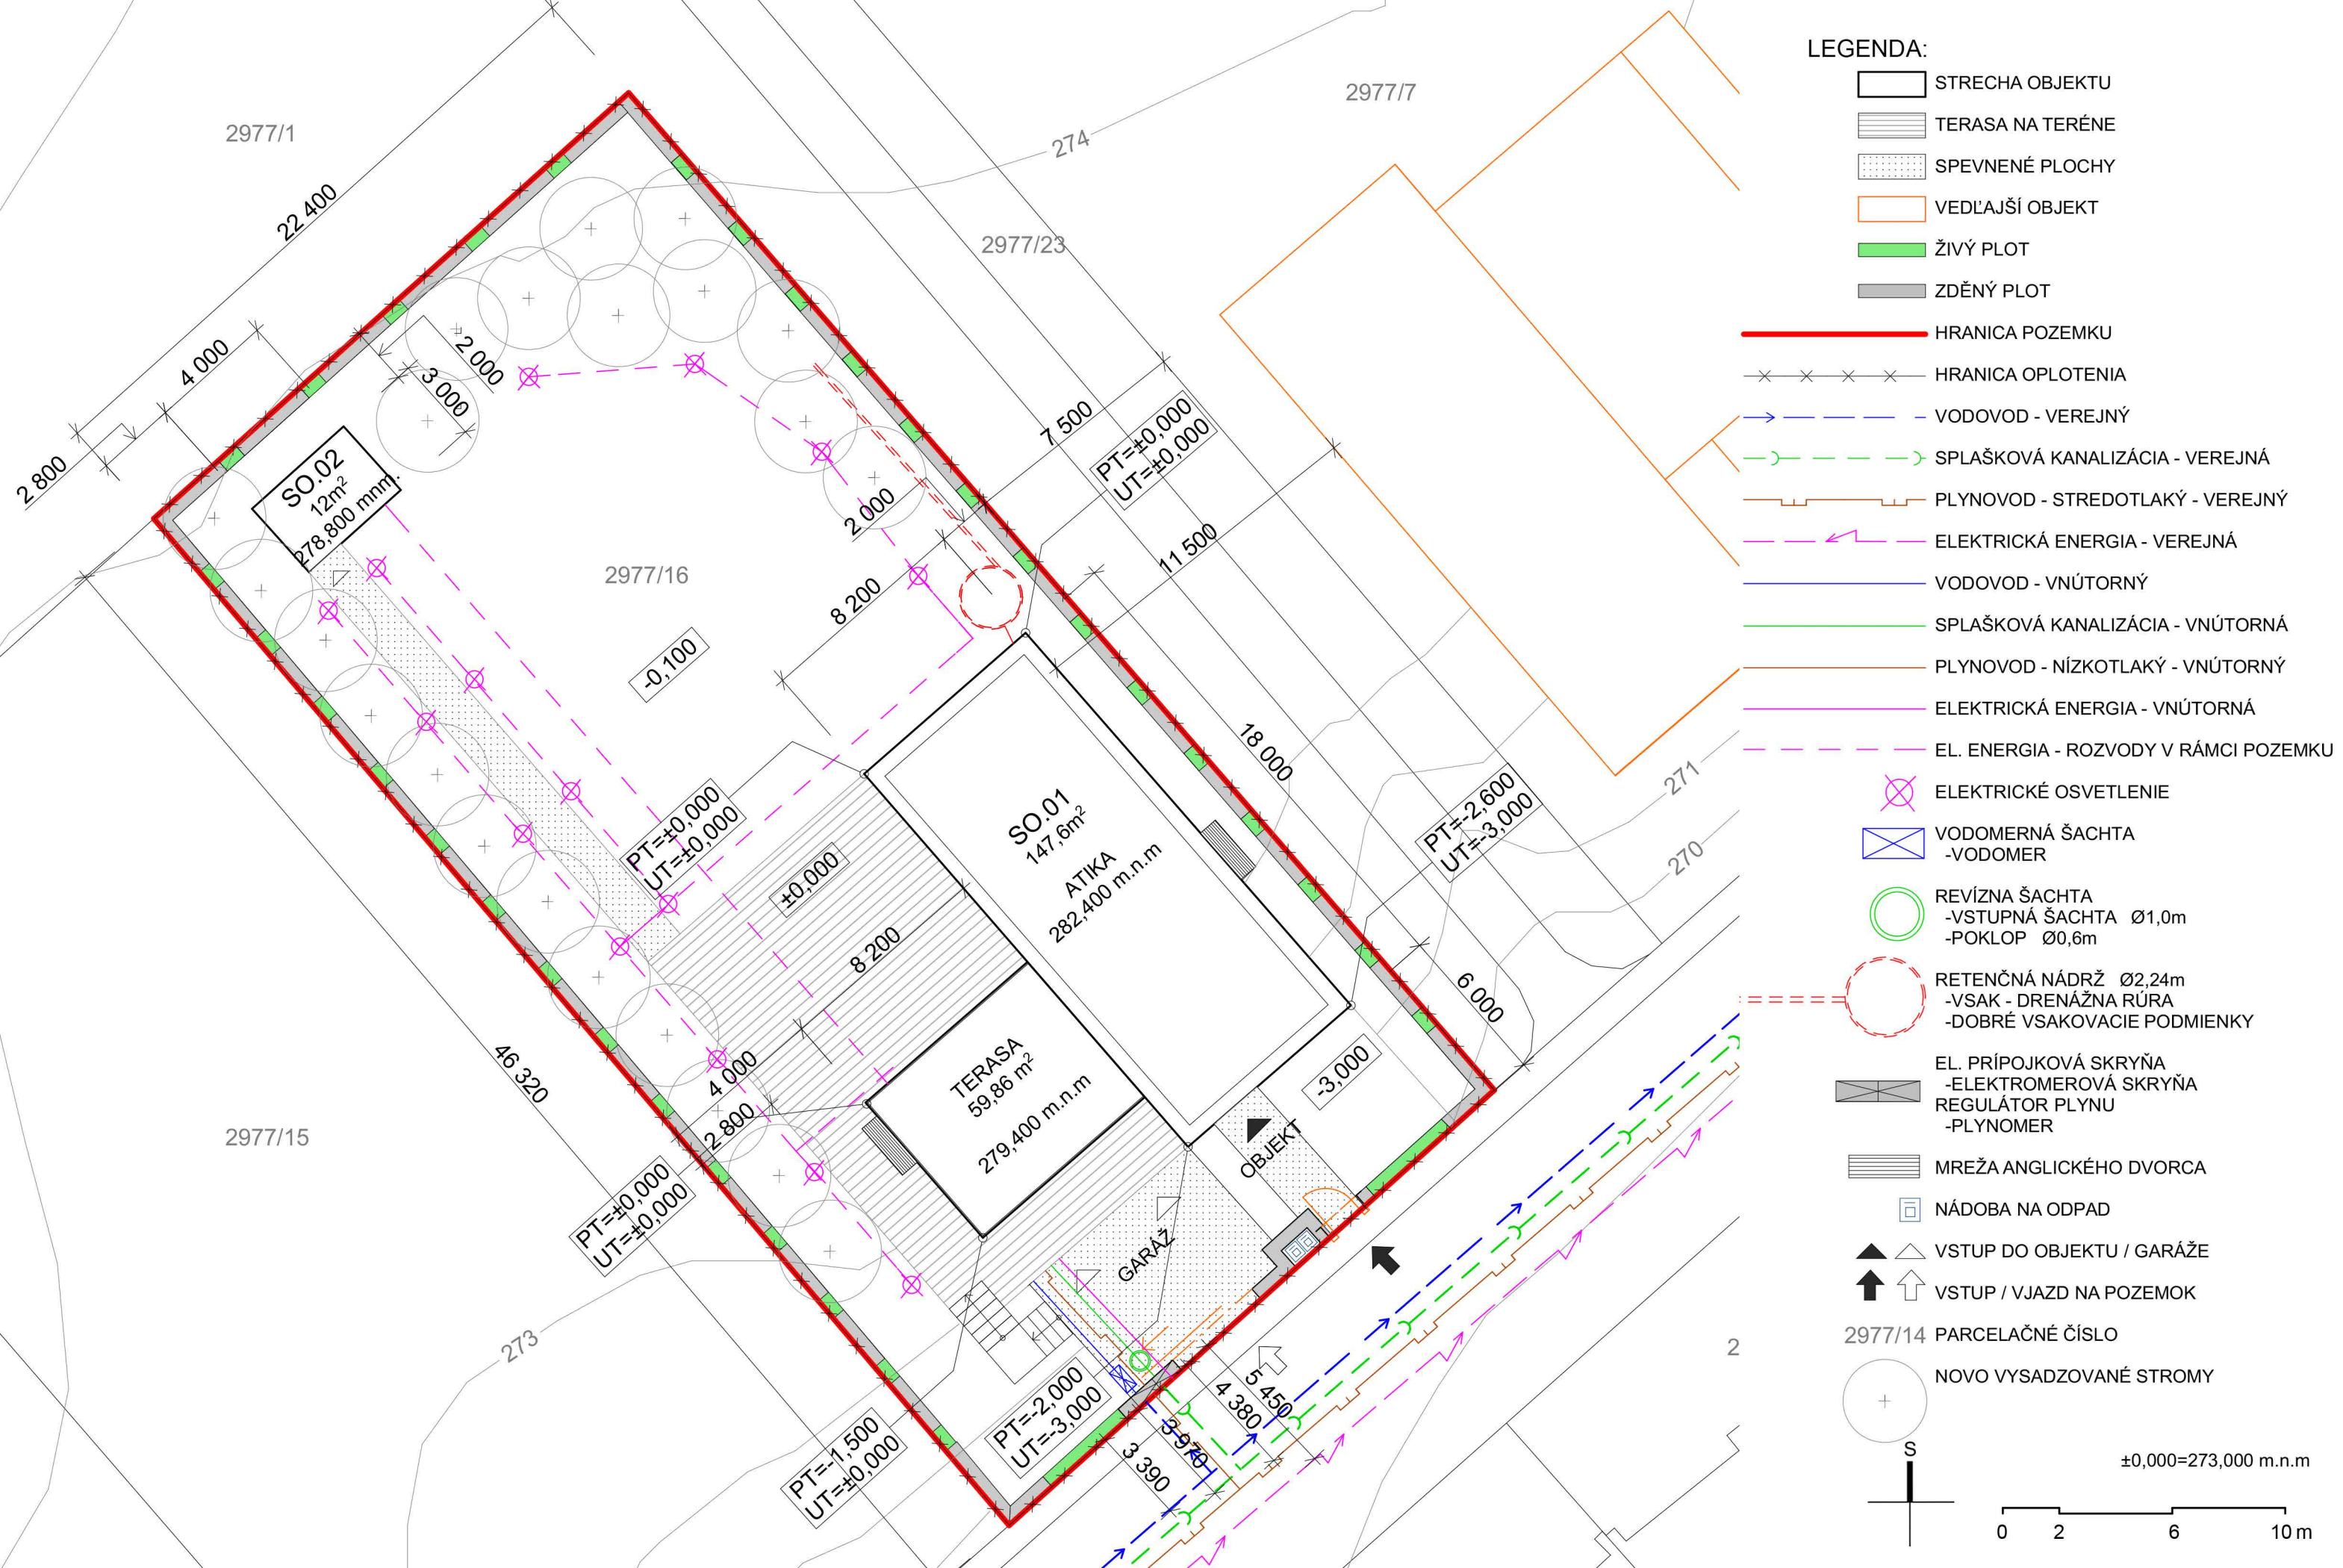 2977/1
2977/7
274
22 400
2977/23
4 000
2 000
3 000
2 800
SO.02
12m²
278,800 mnm.
7 500
PT=±0,000
UT=±0,000
2 000
11 500
2977/16
8 200
-0,100
18 000
PT=±0,000
UT=±0,000
SO.01
147,6m²
ATIKA
282,400 m.n.m
PT=-2,600
UT=-3,000
271
270
±0,000
8 200
6 000
46 320
4 000
2 800
TERASA
59,86 m²
279,400 m.n.m
-3,000
OBJEKT
2977/15
PT=±0,000
UT=±0,000
GARÁŽ
273
PT=-2,000
UT=-3,000
PT=-1,500
UT=±0,000
5 450
4 380
3 970
3 390
2
LEGENDA:
STRECHA OBJEKTU
TERASA NA TERÉNE
SPEVNENÉ PLOCHY
VEDĽAJŠÍ OBJEKT
ŽIVÝ PLOT
ZDĚNÝ PLOT
HRANICA POZEMKU
HRANICA OPLOTENIA
VODOVOD - VEREJNÝ
SPLAŠKOVÁ KANALIZÁCIA - VEREJNÁ
PLYNOVOD - STREDOTLAKÝ - VEREJNÝ
ELEKTRICKÁ ENERGIA - VEREJNÁ
VODOVOD - VNÚTORNÝ
SPLAŠKOVÁ KANALIZÁCIA - VNÚTORNÁ
PLYNOVOD - NÍZKOTLAKÝ - VNÚTORNÝ
ELEKTRICKÁ ENERGIA - VNÚTORNÁ
EL. ENERGIA - ROZVODY V RÁMCI POZEMKU
ELEKTRICKÉ OSVETLENIE
VODOMERNÁ ŠACHTA
-VODOMER
REVÍZNA ŠACHTA
-VSTUPNÁ ŠACHTA Ø1,0m
-POKLOP Ø0,6m
RETENČNÁ NÁDRŽ Ø2,24m
-VSAK - DRENÁŽNA RÚRA
-DOBRÉ VSAKOVACIE PODMIENKY
EL. PRÍPOJKOVÁ SKRYŇA
-ELEKTROMEROVÁ SKRYŇA
REGULÁTOR PLYNU
-PLYNOMER
MREŽA ANGLICKÉHO DVORCA
NÁDOBA NA ODPAD
VSTUP DO OBJEKTU / GARÁŽE
VSTUP / VJAZD NA POZEMOK
2977/14 PARCELAČNÉ ČÍSLO
NOVO VYSADZOVANÉ STROMY
S
±0,000=273,000 m.n.m
0 2 6 10 m